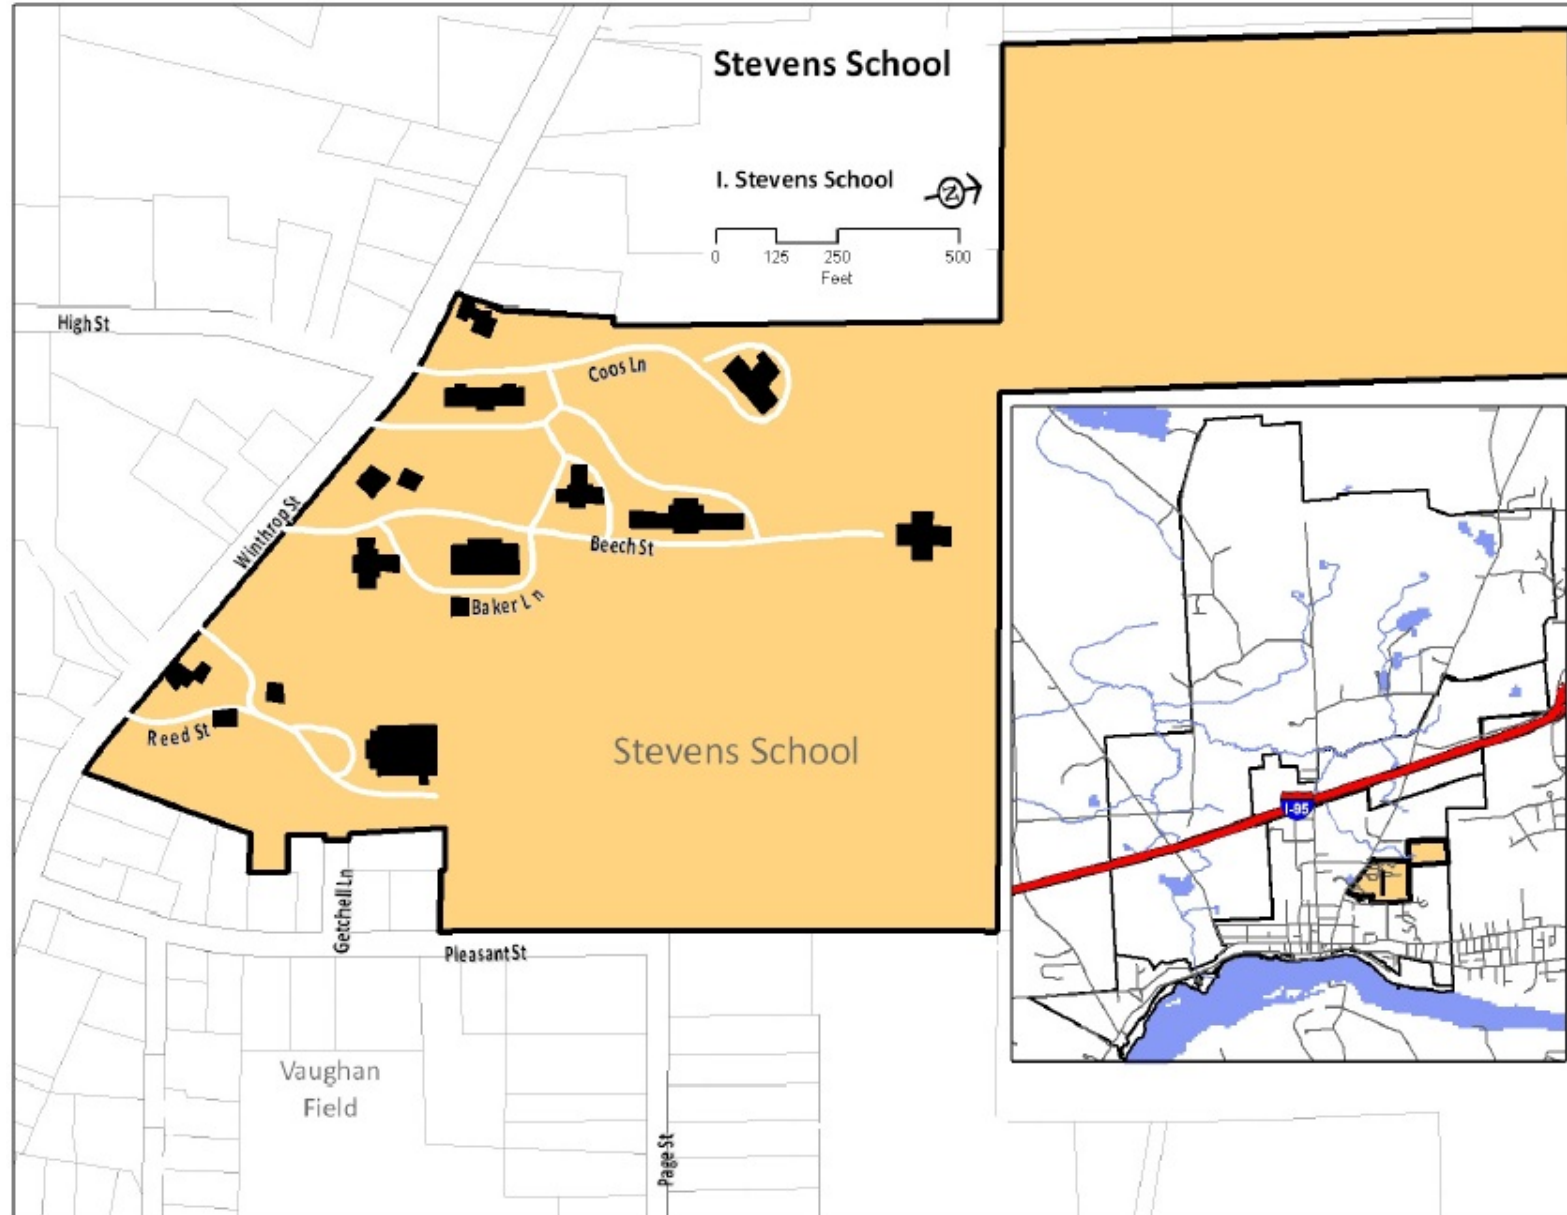 Stevens School
I. Stevens School
N
0 125 250 500
Feet
High St
Coos Ln
Winthrop St
Beech St
Baker Ln
Reed St
Stevens School
I-95
Getchell Ln
Pleasant St
Vaughan
Field
Page St